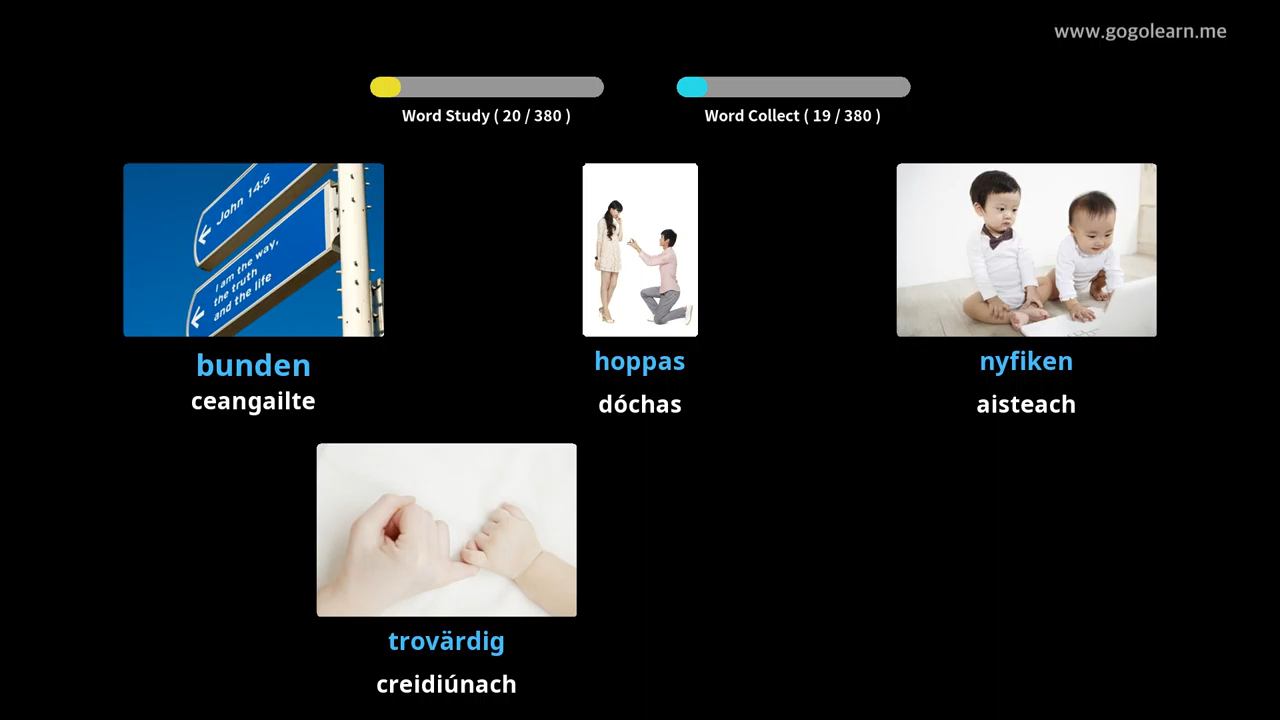 www.gogolearn.me
Word Study ( 20 / 380 )
Word Collect ( 19 / 380 )
John 14:6
I am the way,
the truth
and the life
bunden
ceangailte
hoppas
dóchas
nyfiken
aisteach
trovärdig
creidiúnach